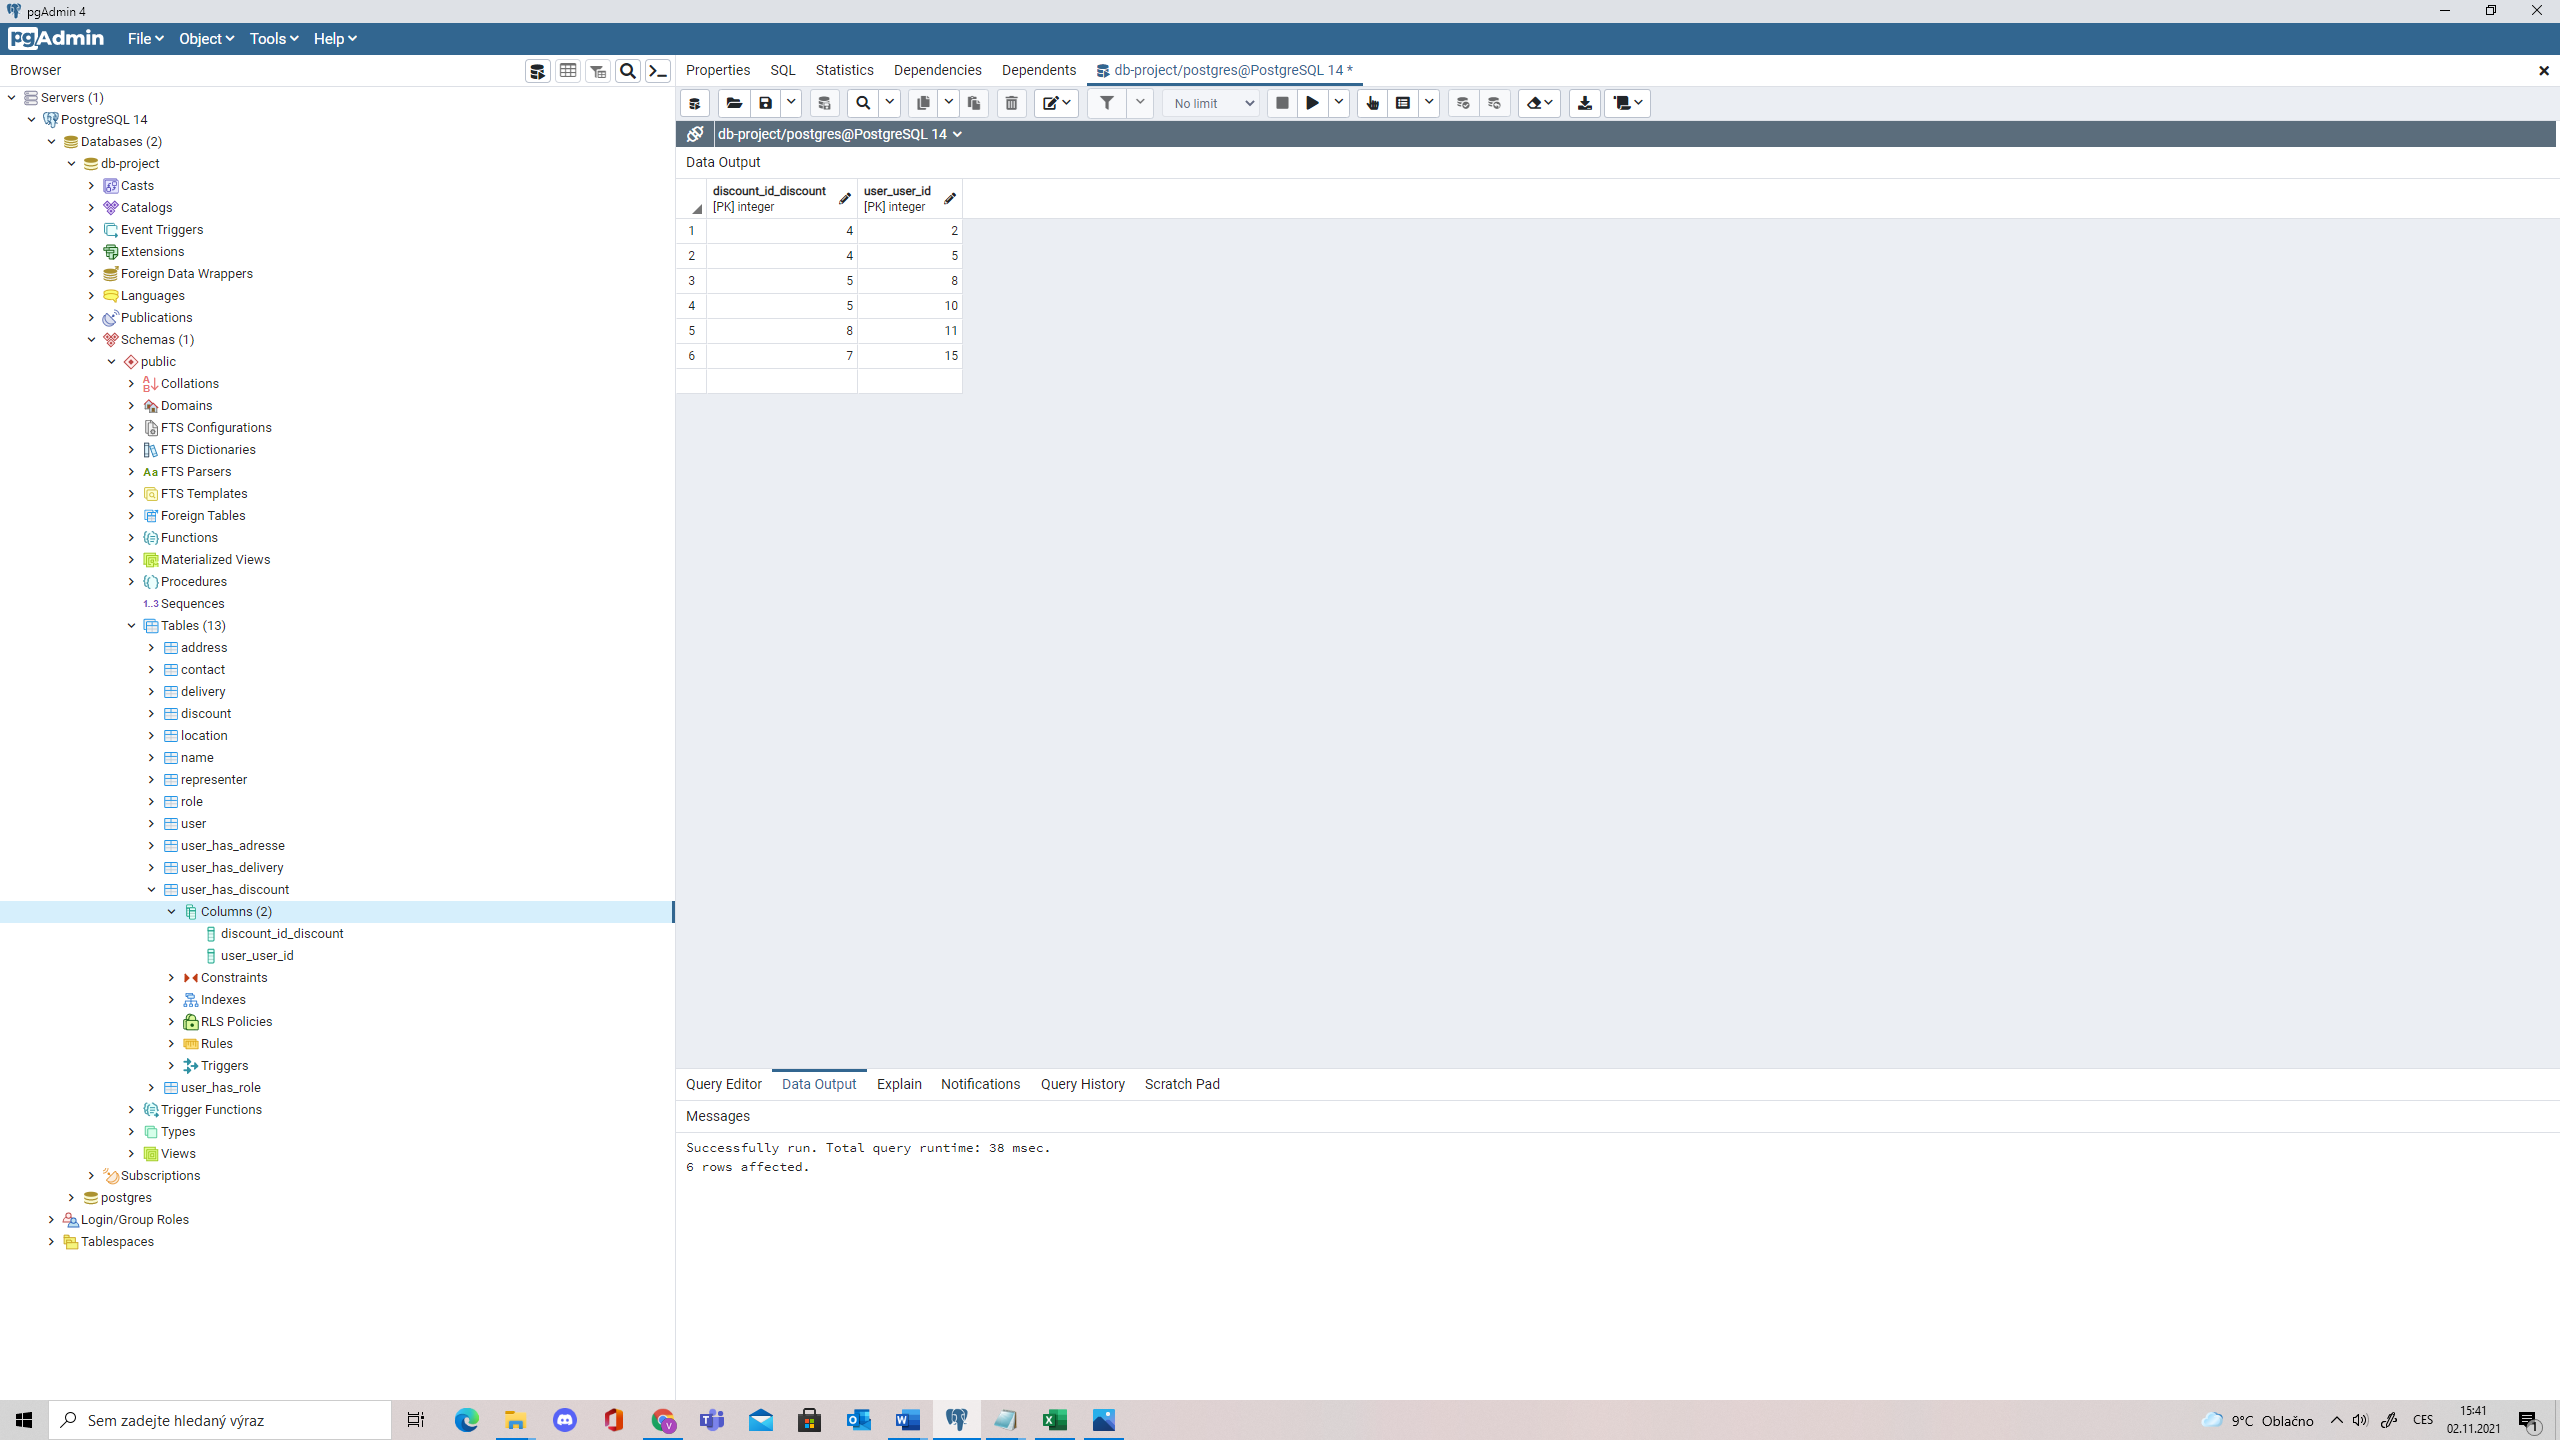 pgAdmin 4
pgAdmin File Object Tools Help
Browser
Servers (1)
PostgreSQL 14
Databases (2)
db-project
Casts
Catalogs
Event Triggers
Extensions
Foreign Data Wrappers
Languages
Publications
Schemas (1)
public
Collations
Domains
FTS Configurations
FTS Dictionaries
Aa FTS Parsers
FTS Templates
Foreign Tables
Functions
Materialized Views
Procedures
1..3 Sequences
Tables (13)
address
contact
delivery
discount
location
name
representer
role
user
user_has_adresse
user_has_delivery
user_has_discount
Columns (2)
discount_id_discount
user_user_id
Constraints
Indexes
RLS Policies
Rules
Triggers
user_has_role
Trigger Functions
Types
Views
Subscriptions
postgres
Login/Group Roles
Tablespaces
Properties SQL Statistics Dependencies Dependents db-project/postgres@PostgreSQL 14 *
No limit
db-project/postgres@PostgreSQL 14
Data Output
discount_id_discount user_user_id
[PK] integer [PK] integer
1 4 2
2 4 5
3 5 8
4 5 10
5 8 11
6 7 15
Query Editor Data Output Explain Notifications Query History Scratch Pad
Messages
Successfully run. Total query runtime: 38 msec.
6 rows affected.
Sem zadejte hledaný výraz
9°C Oblačno CES 15:41
02.11.2021
1